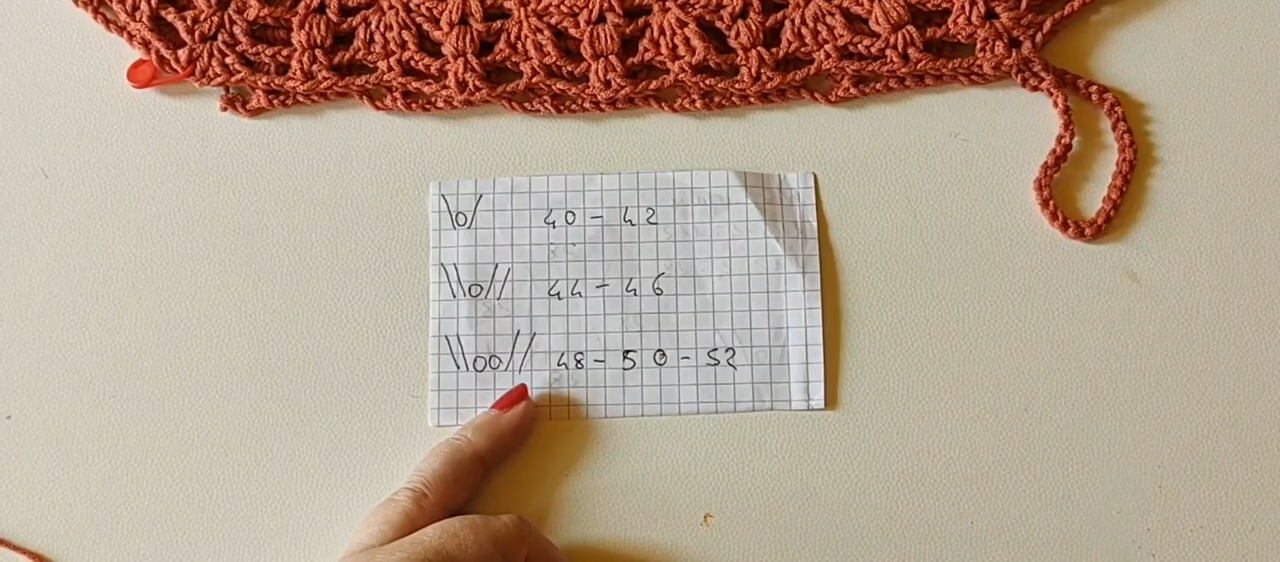 \o/ 40 - 42
\\o// 44 - 46
\\oo// 48 - 50 - 52